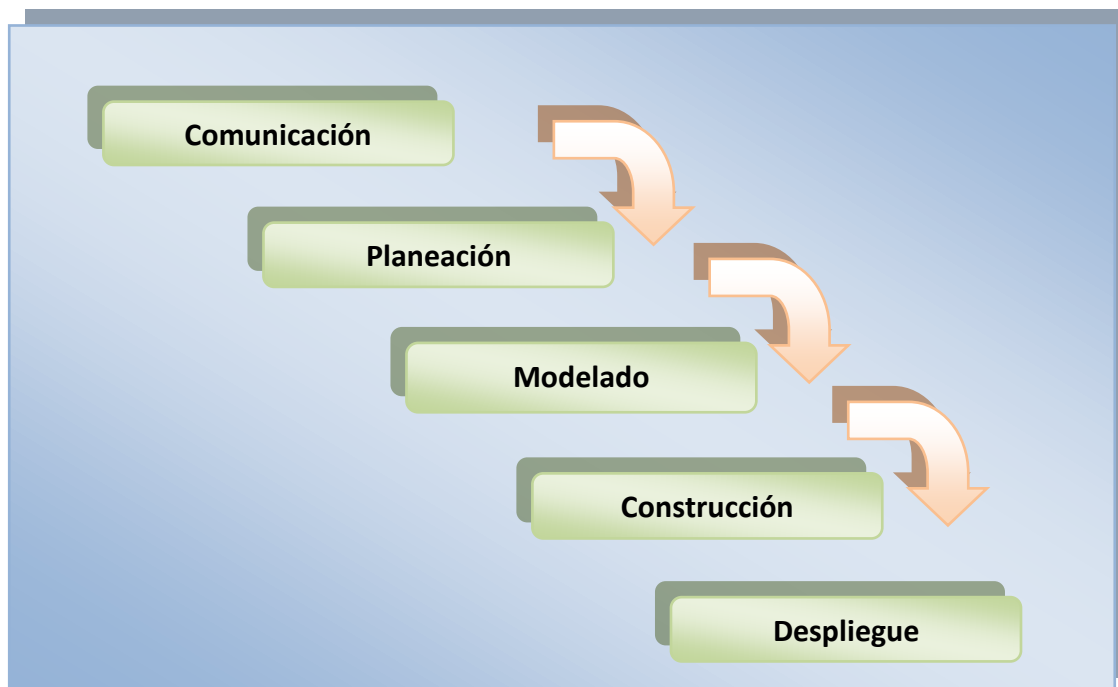 Comunicación
Planeación
Modelado
Construcción
Despliegue